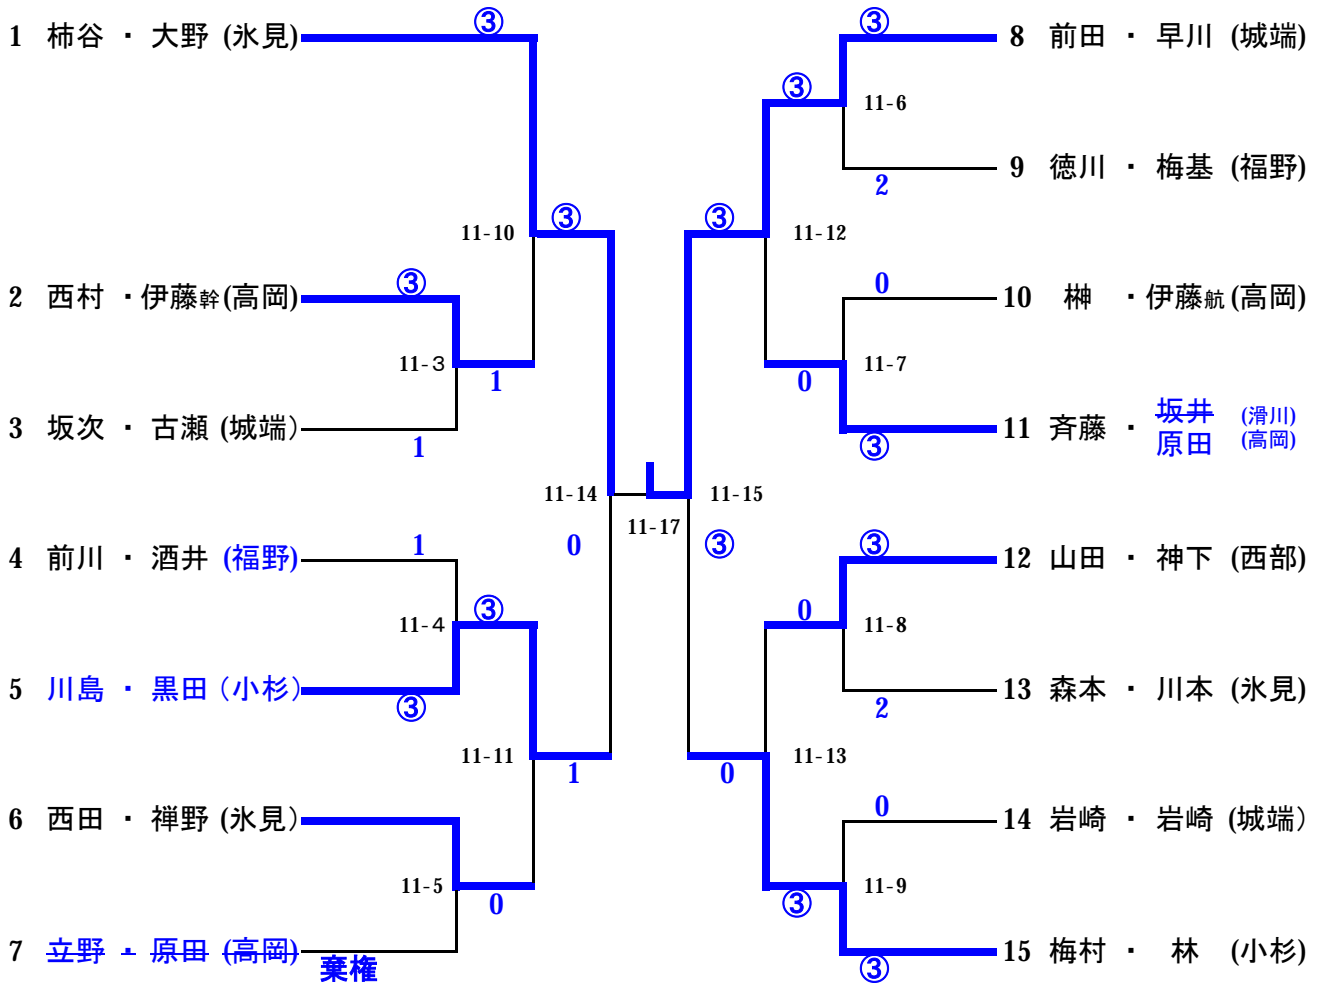 1 柿谷 ・ 大野 (氷見)
③
③
8 前田 ・ 早川 (城端)
③
11-6
9 徳川 ・ 梅基 (福野)
2
11-10
③
③
11-12
2 西村 ・伊藤幹(高岡)
③
0
10 榊 ・伊藤航(高岡)
11-3
1
0
11-7
3 坂次 ・ 古瀬 (城端)
1
11 斉藤 ・ 坂井 (滑川)
原田 (高岡)
③
11-14
11-15
11-17
0
③
4 前川 ・ 酒井 (福野)
1
③
12 山田 ・ 神下 (西部)
11-4
③
0
11-8
5 川島 ・ 黒田 (小杉)
③
13 森本 ・ 川本 (氷見)
2
11-11
1
0
11-13
6 西田 ・ 禅野 (氷見)
0
14 岩崎 ・ 岩崎 (城端)
11-5
0
③
11-9
7 立野 ・ 原田 (高岡)
棄権
15 梅村 ・ 林 (小杉)
③